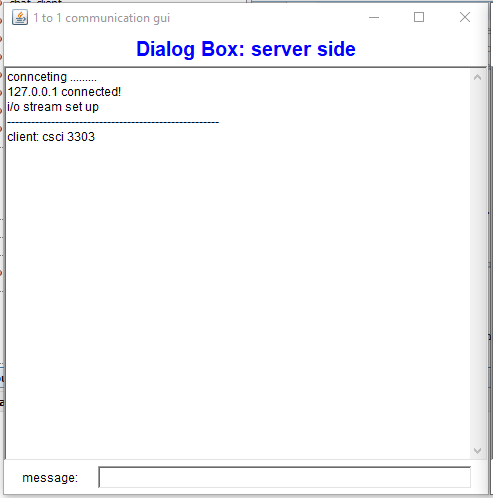 1 to 1 communication gui
Dialog Box: server side
connceting .........
127.0.0.1 connected!
i/o stream set up
-----------------------------------------------------
client: csci 3303
message: